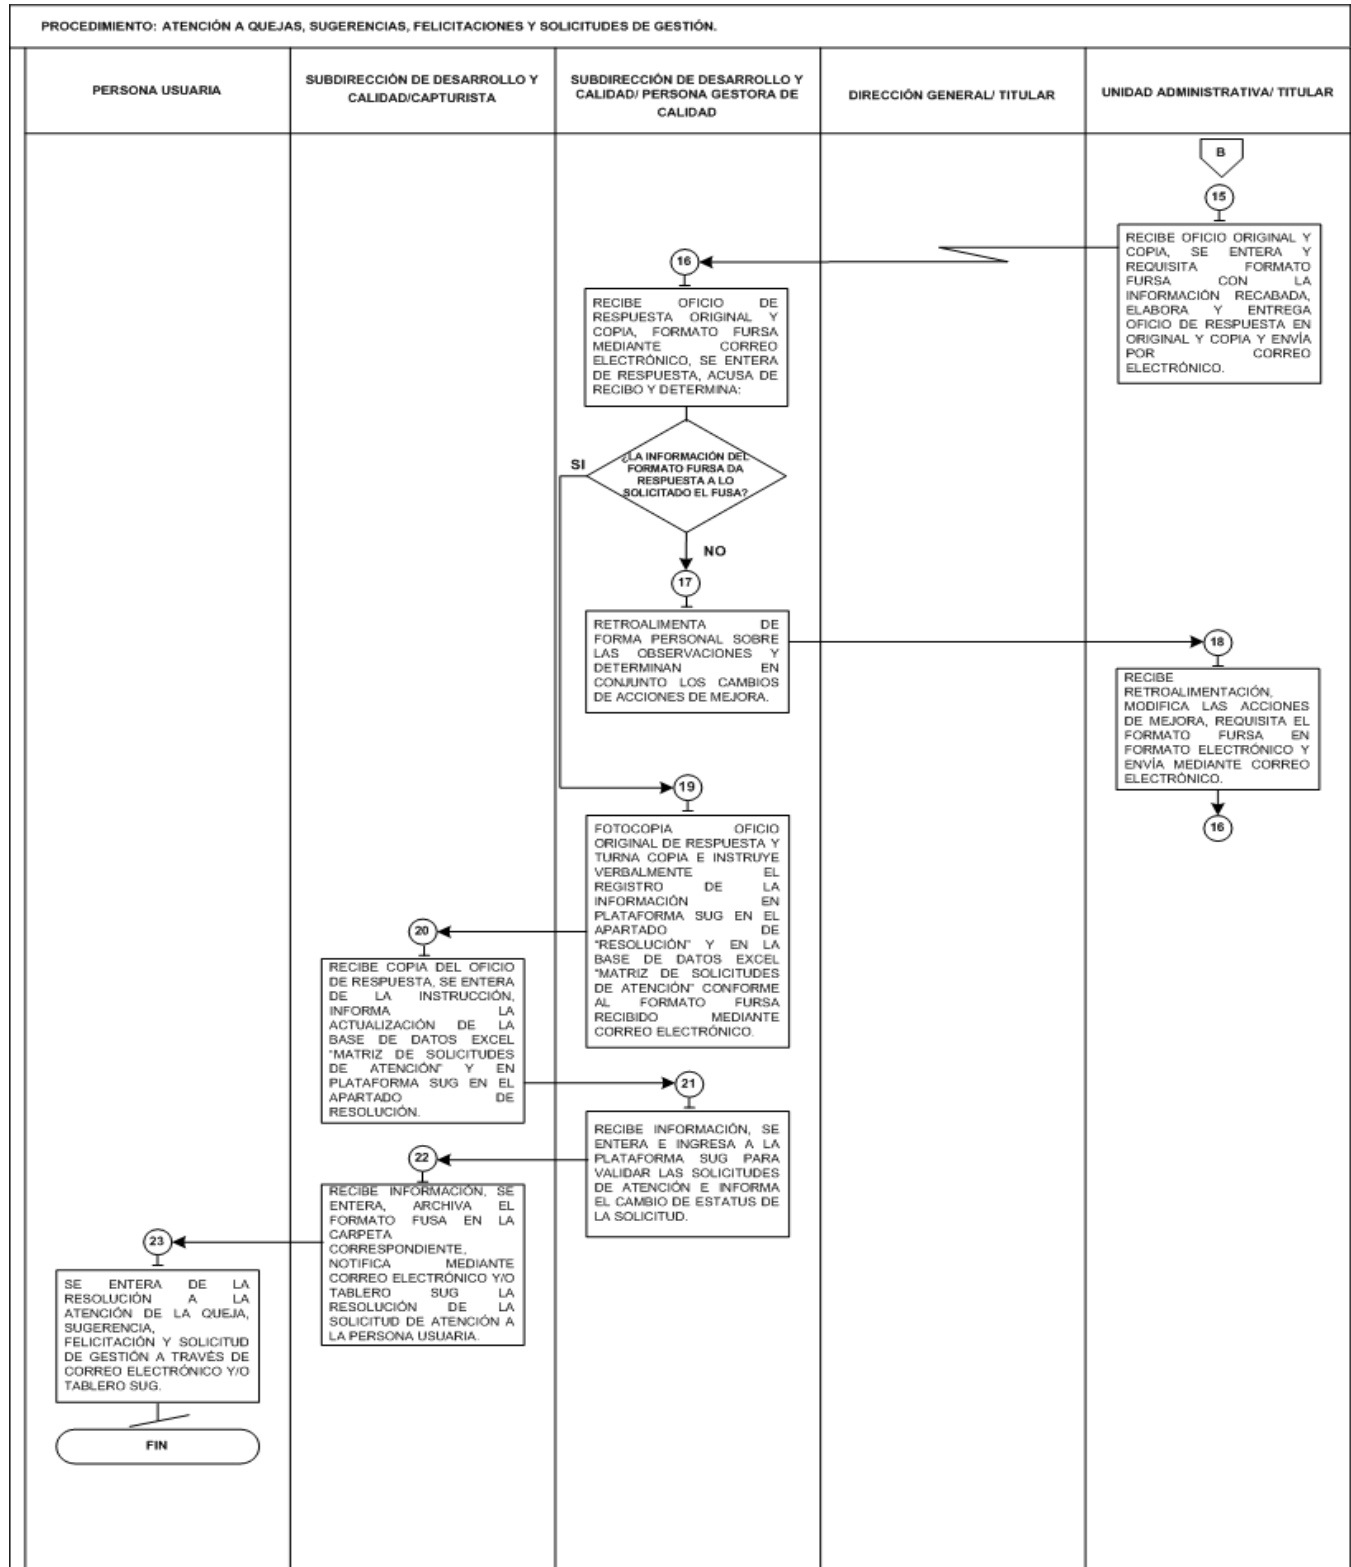 PROCEDIMIENTO: ATENCIÓN A QUEJAS, SUGERENCIAS, FELICITACIONES Y SOLICITUDES DE GESTIÓN.
PERSONA USUARIA
SUBDIRECCIÓN DE DESARROLLO Y
CALIDAD/CAPTURISTA
SUBDIRECCIÓN DE DESARROLLO Y
CALIDAD/ PERSONA GESTORA DE
CALIDAD
DIRECCIÓN GENERAL/ TITULAR
UNIDAD ADMINISTRATIVA/ TITULAR
B
15
RECIBE OFICIO ORIGINAL Y
COPIA, SE ENTERA Y
REQUISITA FORMATO
FURSA CON LA
INFORMACIÓN RECABADA,
ELABORA Y ENTREGA
OFICIO DE RESPUESTA EN
ORIGINAL Y COPIA Y ENVÍA
POR CORREO
ELECTRÓNICO.
16
RECIBE OFICIO DE
RESPUESTA ORIGINAL Y
COPIA, FORMATO FURSA
MEDIANTE CORREO
ELECTRÓNICO, SE ENTERA
DE RESPUESTA, ACUSA DE
RECIBO Y DETERMINA:
¿LA INFORMACIÓN DEL
FORMATO FURSA DA
RESPUESTA A LO
SOLICITADO EL FUSA?
SI
NO
17
RETROALIMENTA DE
FORMA PERSONAL SOBRE
LAS OBSERVACIONES Y
DETERMINAN EN
CONJUNTO LOS CAMBIOS
DE ACCIONES DE MEJORA.
18
RECIBE
RETROALIMENTACIÓN,
MODIFICA LAS ACCIONES
DE MEJORA, REQUISITA EL
FORMATO FURSA EN
FORMATO ELECTRÓNICO Y
ENVÍA MEDIANTE CORREO
ELECTRÓNICO.
16
19
FOTOCOPIA OFICIO
ORIGINAL DE RESPUESTA Y
TURNA COPIA E INSTRUYE
VERBALMENTE EL
REGISTRO DE LA
INFORMACIÓN EN
PLATAFORMA SUG EN EL
APARTADO DE
"RESOLUCIÓN" Y EN LA
BASE DE DATOS EXCEL
"MATRIZ DE SOLICITUDES
DE ATENCIÓN" CONFORME
AL FORMATO FURSA
RECIBIDO MEDIANTE
CORREO ELECTRÓNICO.
20
RECIBE COPIA DEL OFICIO
DE RESPUESTA, SE ENTERA
DE LA INSTRUCCIÓN,
INFORMA LA
ACTUALIZACIÓN DE LA
BASE DE DATOS EXCEL
"MATRIZ DE SOLICITUDES
DE ATENCIÓN" Y EN
PLATAFORMA SUG EN EL
APARTADO DE
RESOLUCIÓN.
21
RECIBE INFORMACIÓN, SE
ENTERA E INGRESA A LA
PLATAFORMA SUG PARA
VALIDAR LAS SOLICITUDES
DE ATENCIÓN E INFORMA
EL CAMBIO DE ESTATUS DE
LA SOLICITUD.
22
RECIBE INFORMACIÓN, SE
ENTERA, ARCHIVA EL
FORMATO FUSA EN LA
CARPETA
CORRESPONDIENTE,
NOTIFICA MEDIANTE
CORREO ELECTRÓNICO Y/O
TABLERO SUG LA
RESOLUCIÓN DE LA
SOLICITUD DE ATENCIÓN A
LA PERSONA USUARIA.
23
SE ENTERA DE LA
RESOLUCIÓN A LA
ATENCIÓN DE LA QUEJA,
SUGERENCIA,
FELICITACIÓN Y SOLICITUD
DE GESTIÓN A TRAVÉS DE
CORREO ELECTRÓNICO Y/O
TABLERO SUG.
FIN